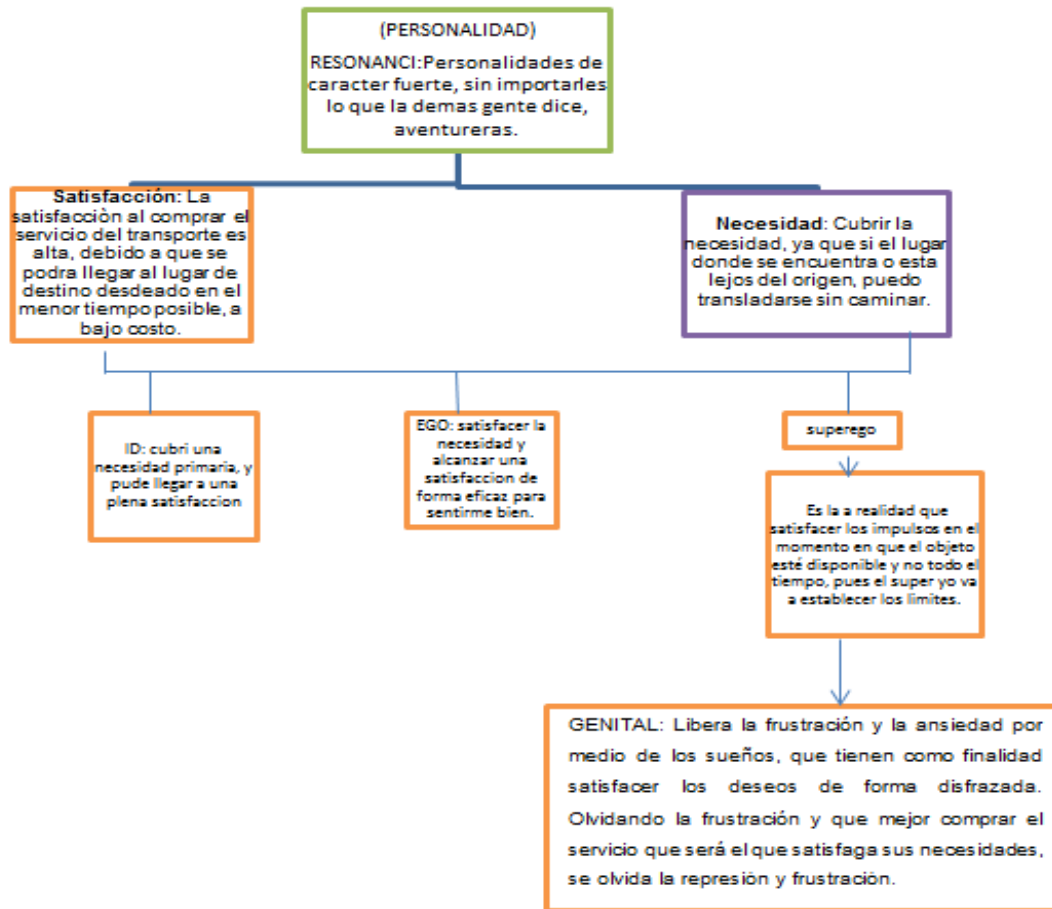 (PERSONALIDAD)
RESONANCI:Personalidades de
caracter fuerte, sin importarles
lo que la demas gente dice,
aventureras.
Satisfacción: La
satisfacciòn al comprar el
servicio del transporte es
alta, debido a que se
podra llegar al lugar de
destino desdeado en el
menor tiempo posible, a
bajo costo.
Necesidad: Cubrir la
necesidad, ya que si el lugar
donde se encuentra o esta
lejos del origen, puedo
transladarse sin caminar.
ID: cubri una
necesidad primaria, y
pude llegar a una
plena satisfaccion
EGO: satisfacer la
necesidad y
alcanzar una
satisfaccion de
forma eficaz para
sentirme bien.
superego
Es la a realidad que
satisfacer los impulsos en el
momento en que el objeto
esté disponible y no todo el
tiempo, pues el super yo va
a establecer los limites.
GENITAL: Libera la frustración y la ansiedad por
medio de los sueños, que tienen como finalidad
satisfacer los deseos de forma disfrazada.
Olvidando la frustración y que mejor comprar el
servicio que será el que satisfaga sus necesidades,
se olvida la represión y frustración.